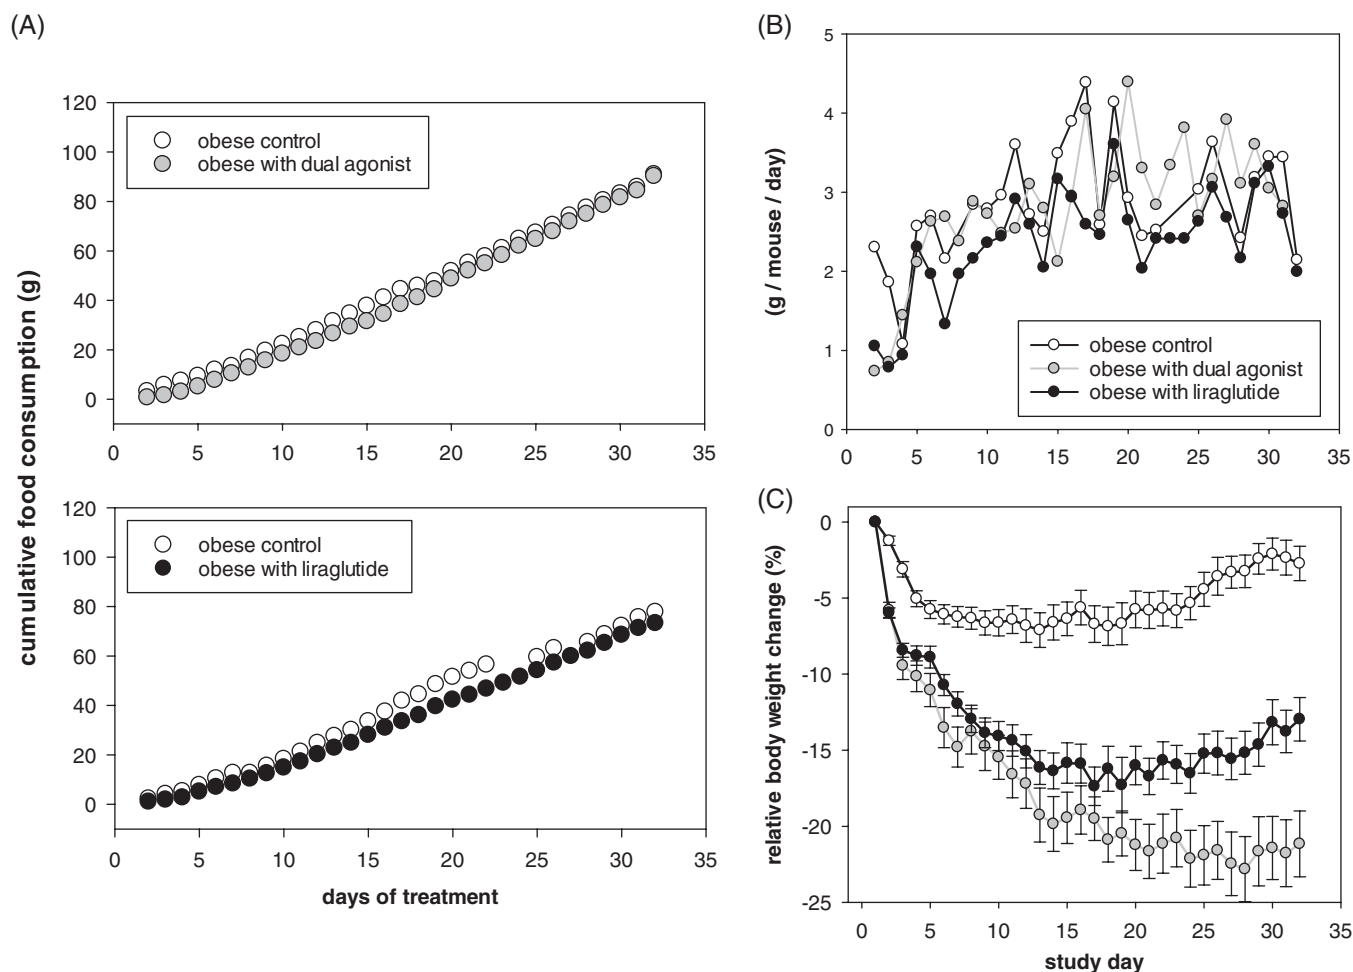 (A)
cumulative food consumption (g)
120
100
80
60
40
20
0
obese control
obese with dual agonist
0 5 10 15 20 25 30 35
120
100
80
60
40
20
0
obese control
obese with liraglutide
0 5 10 15 20 25 30 35
days of treatment
(B)
(g / mouse / day)
5
4
3
2
1
0
obese control
obese with dual agonist
obese with liraglutide
0 5 10 15 20 25 30 35
(C)
relative body weight change (%)
0
-5
-10
-15
-20
-25
0 5 10 15 20 25 30 35
study day